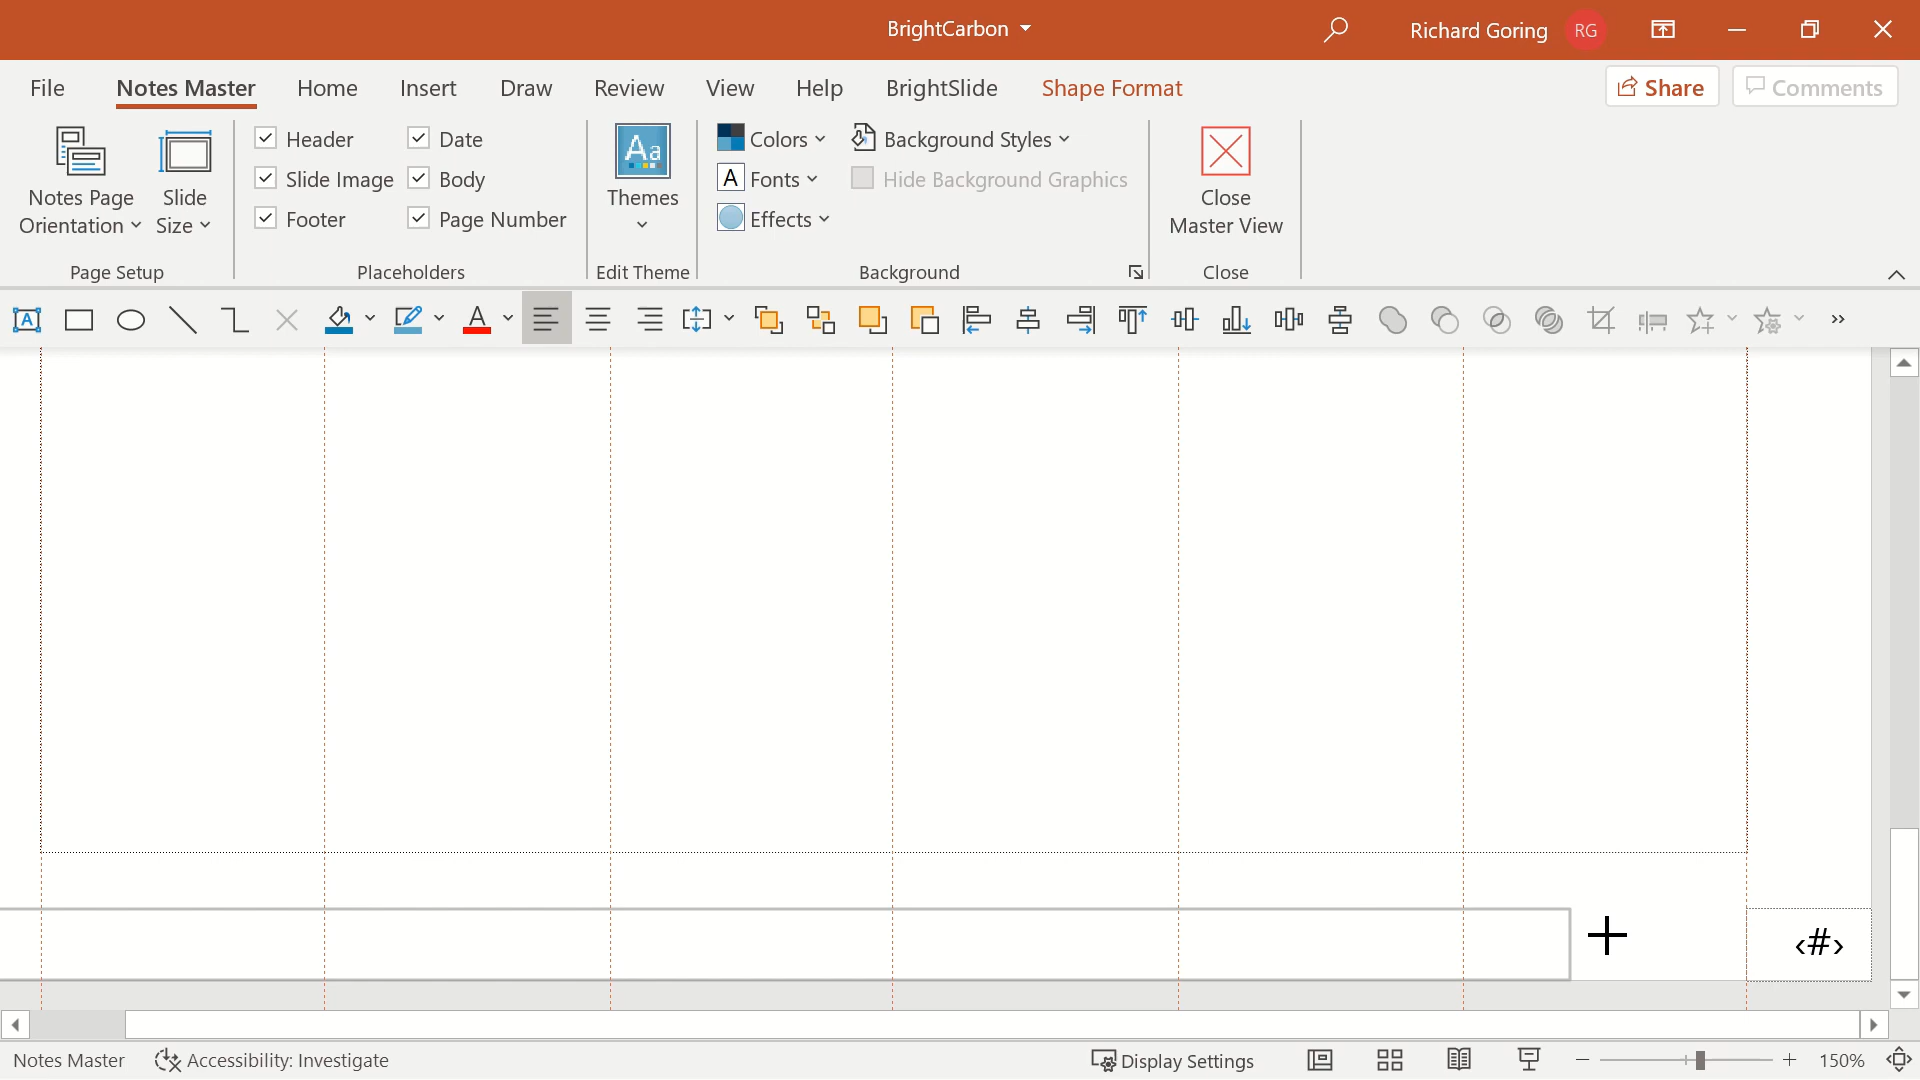 BrightCarbon
Richard Goring RG
File Notes Master Home Insert Draw Review View Help BrightSlide Shape Format Share Comments
Header Date Aa Colors Background Styles
Notes Page Slide Slide Image Body Themes A Fonts Hide Background Graphics Close
Orientation Size Footer Page Number Effects Master View
Page Setup Placeholders Edit Theme Background Close
A A
‹#›
Notes Master Accessibility: Investigate Display Settings 150%